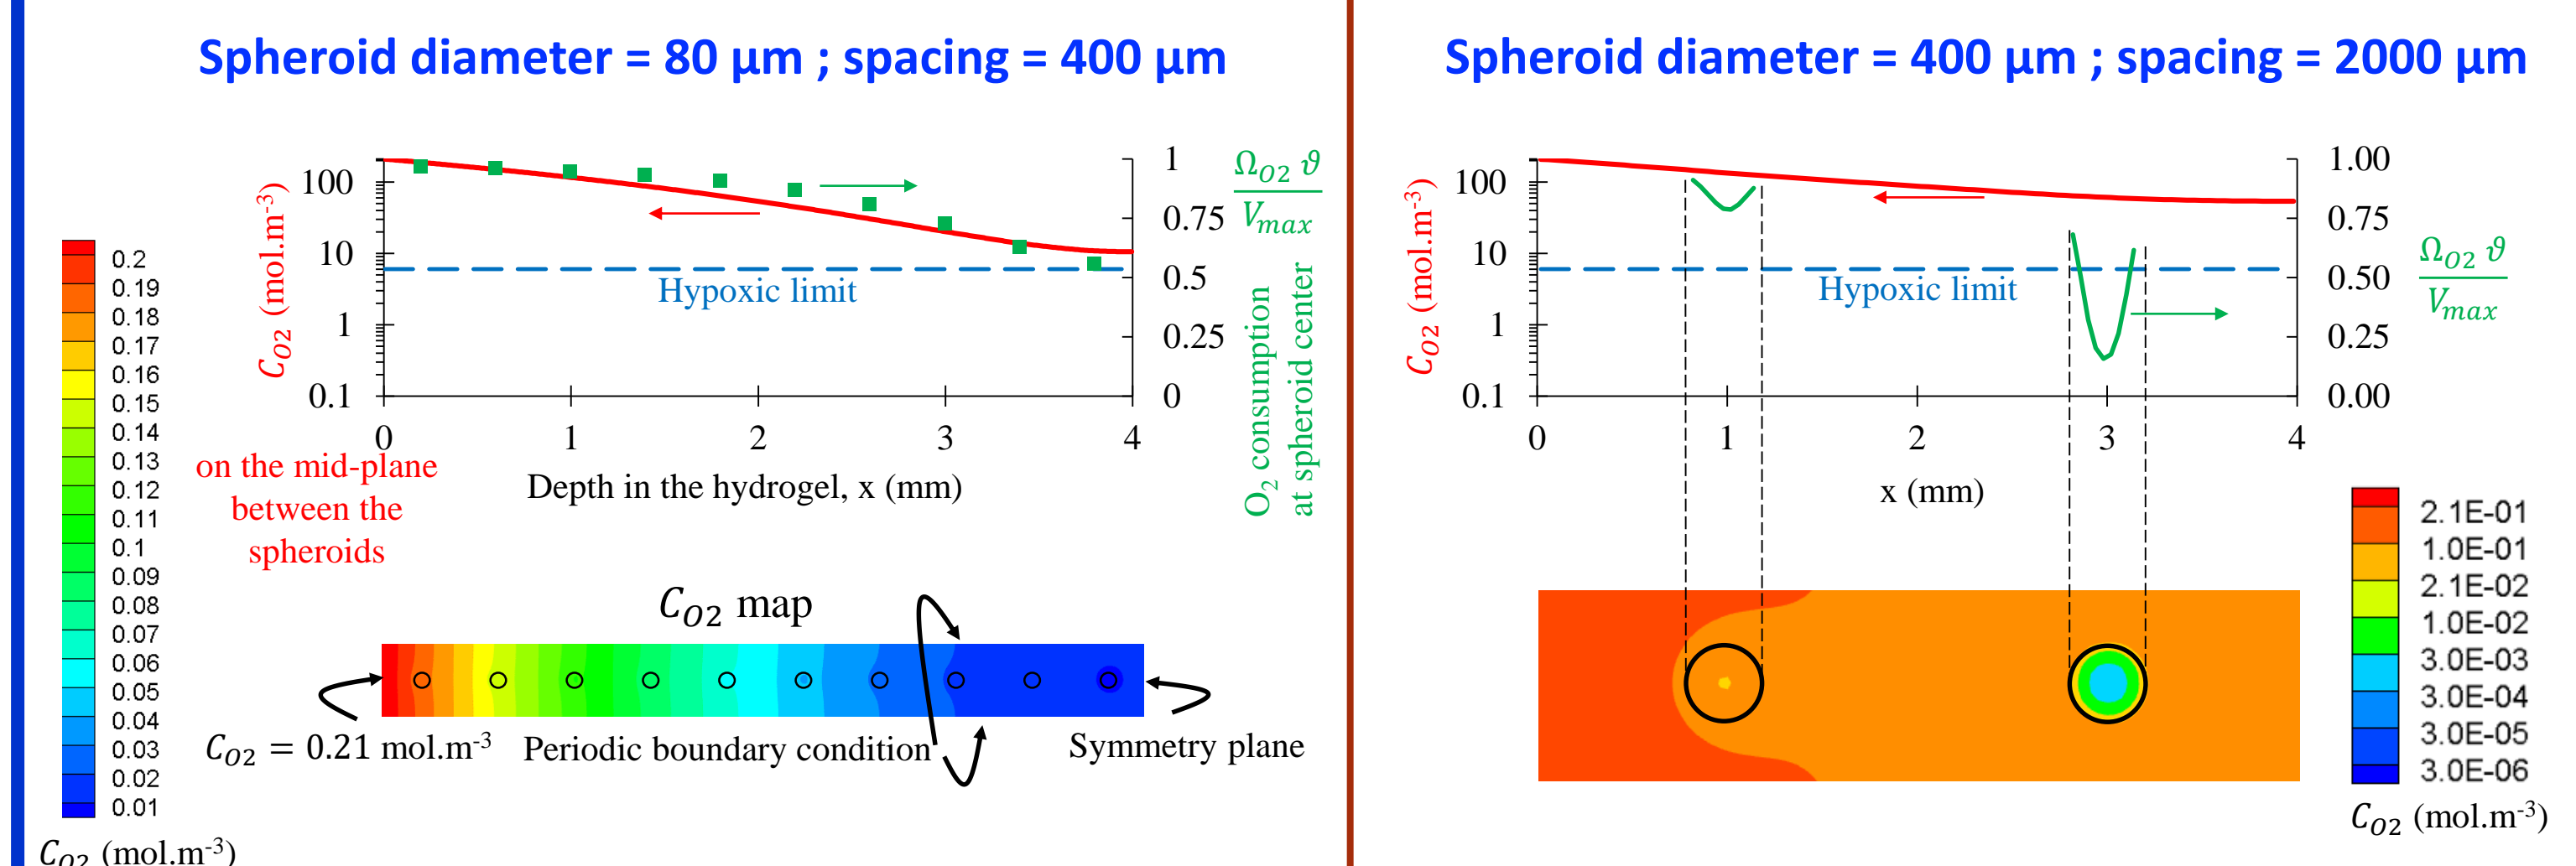 Spheroid diameter = 80 µm ; spacing = 400 µm
C_O2 (mol.m-3)
100
10
1
0.1
Hypoxic limit
1
0.75
0.5
0.25
0
Ω_O2 ϑ
V_max
O2 consumption
at spheroid center
0 1 2 3 4
Depth in the hydrogel, x (mm)
on the mid-plane
between the
spheroids
0.2
0.19
0.18
0.17
0.16
0.15
0.14
0.13
0.12
0.11
0.1
0.09
0.08
0.07
0.06
0.05
0.04
0.03
0.02
0.01
C_O2 (mol.m-3)
C_O2 map
C_O2 = 0.21 mol.m-3
Periodic boundary condition
Symmetry plane
Spheroid diameter = 400 µm ; spacing = 2000 µm
C_O2 (mol.m-3)
100
10
1
0.1
Hypoxic limit
1.00
0.75
0.50
0.25
0.00
Ω_O2 ϑ
V_max
0 1 2 3 4
x (mm)
2.1E-01
1.0E-01
2.1E-02
1.0E-02
3.0E-03
3.0E-04
3.0E-05
3.0E-06
C_O2 (mol.m-3)